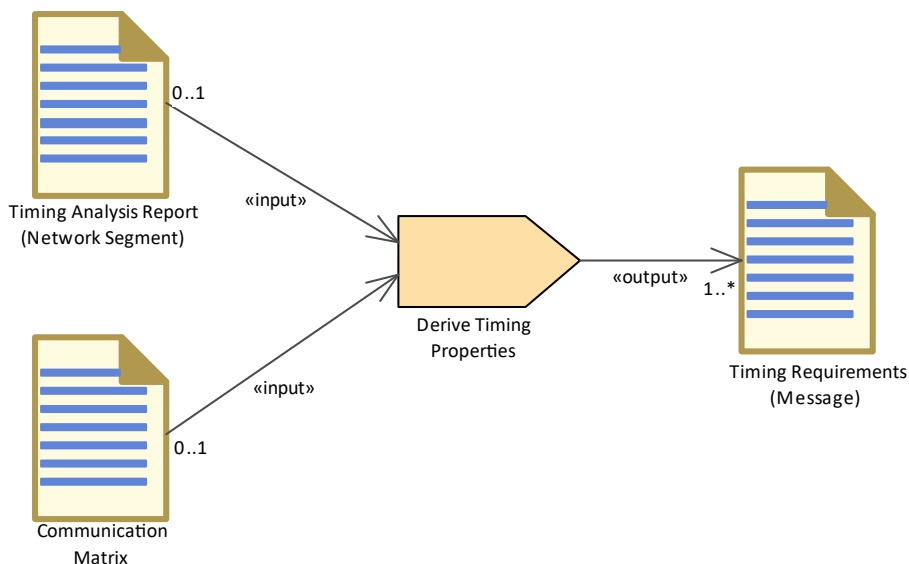 0..1
Timing Analysis Report
(Network Segment)
«input»
Derive Timing
Properties
«output»
1..*
Timing Requirements
(Message)
«input»
0..1
Communication
Matrix